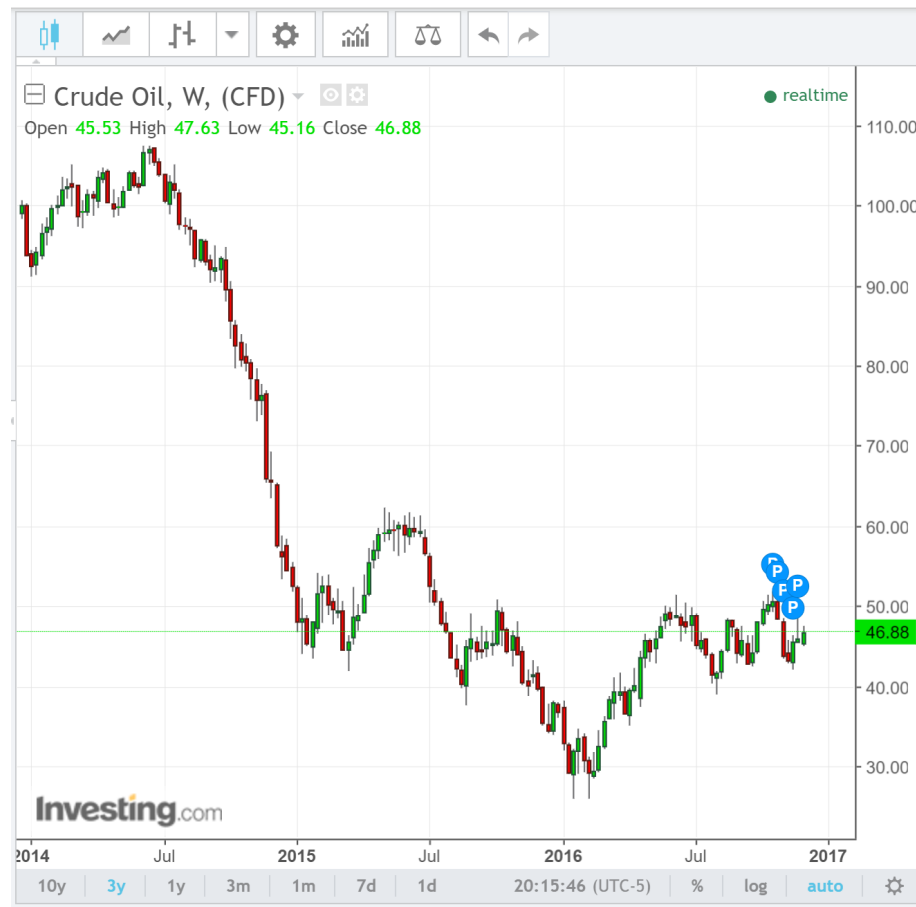 Crude Oil, W, (CFD)
realtime
Open 45.53 High 47.63 Low 45.16 Close 46.88
110.00
100.00
90.00
80.00
70.00
60.00
P
P
P P
50.00
P
46.88
40.00
30.00
Investing.com
2014 Jul 2015 Jul 2016 Jul 2017
10y 3y 1y 3m 1m 7d 1d 20:15:46 (UTC-5) % log auto